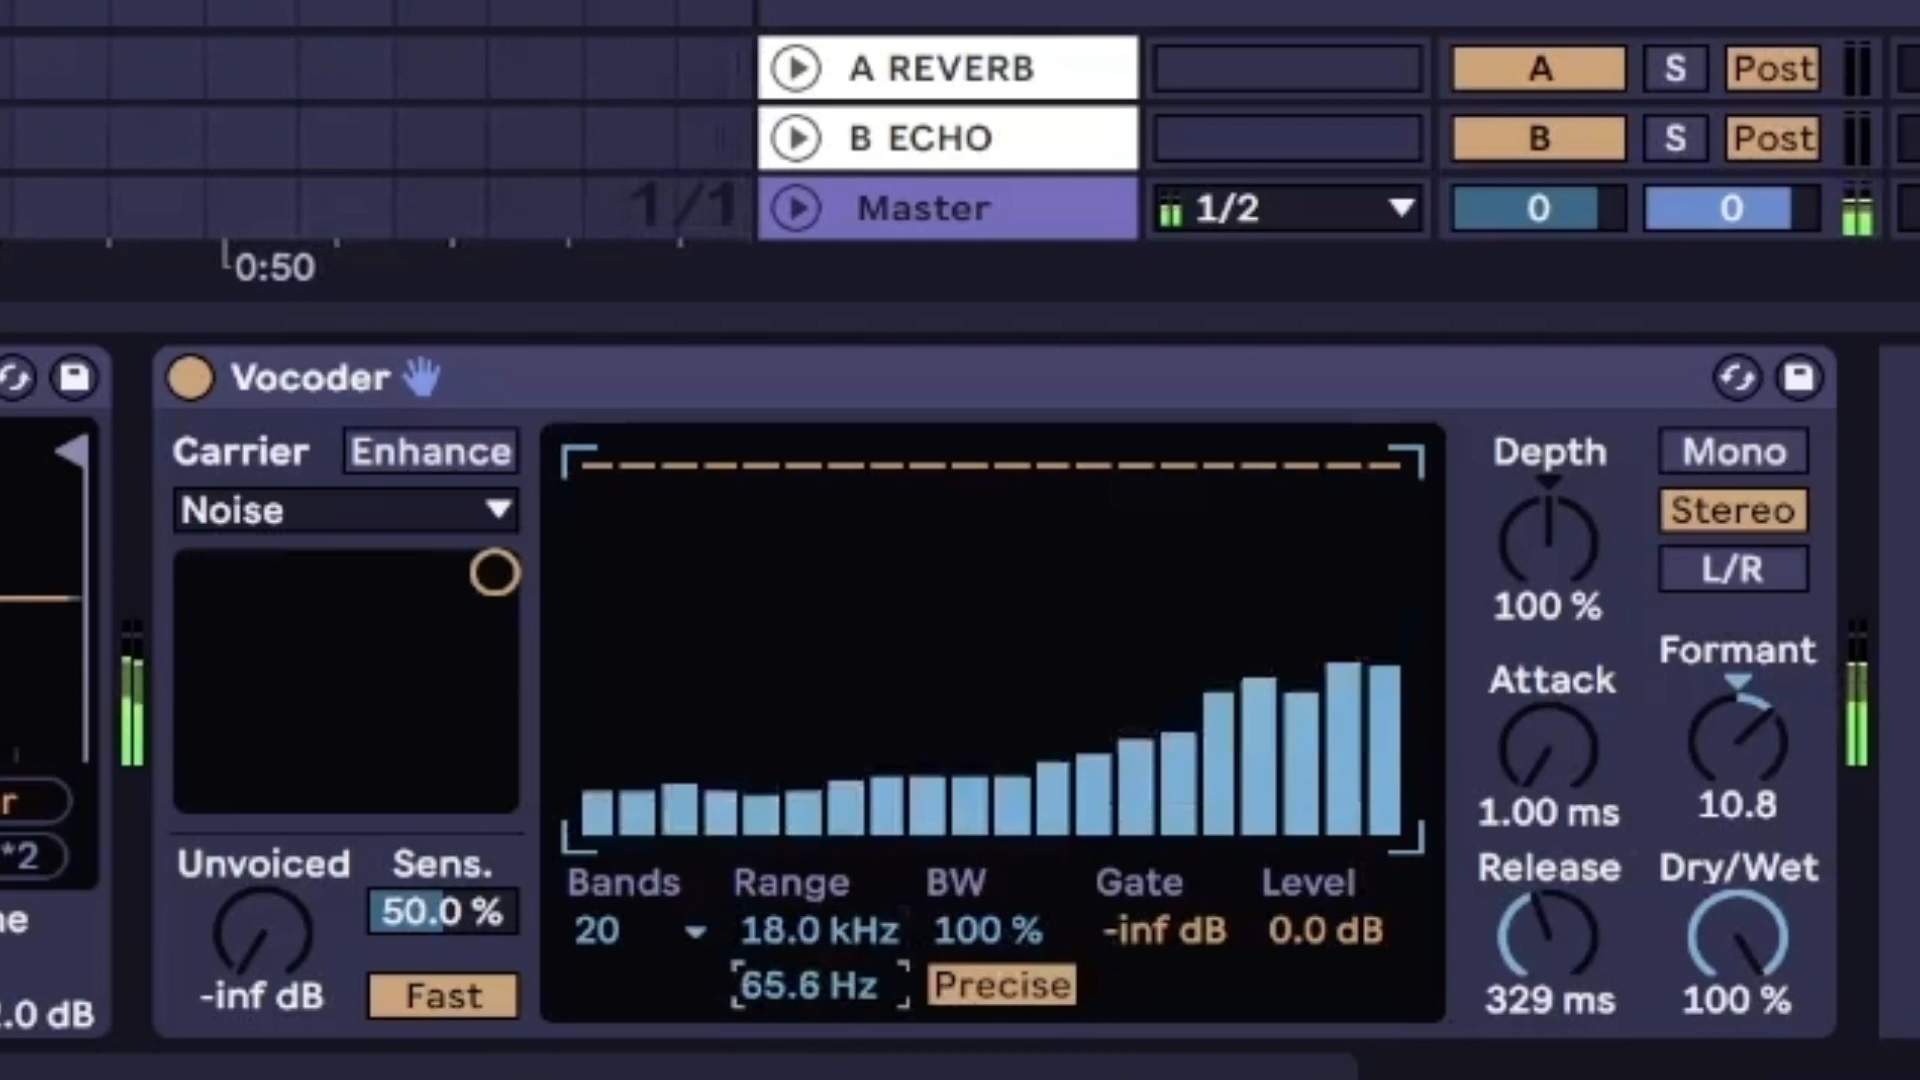 A REVERB A S Post
B ECHO B S Post
1/1 Master 1/2 0 0
0:50
Vocoder
Carrier Enhance
Noise
Unvoiced Sens.
50.0 %
-inf dB Fast
Bands Range BW Gate Level
20 18.0 kHz 100 % -inf dB 0.0 dB
65.6 Hz Precise
Depth Mono
Stereo
L/R
100 %
Formant
Attack
1.00 ms 10.8
Release Dry/Wet
329 ms 100 %
r
*2
.0 dB